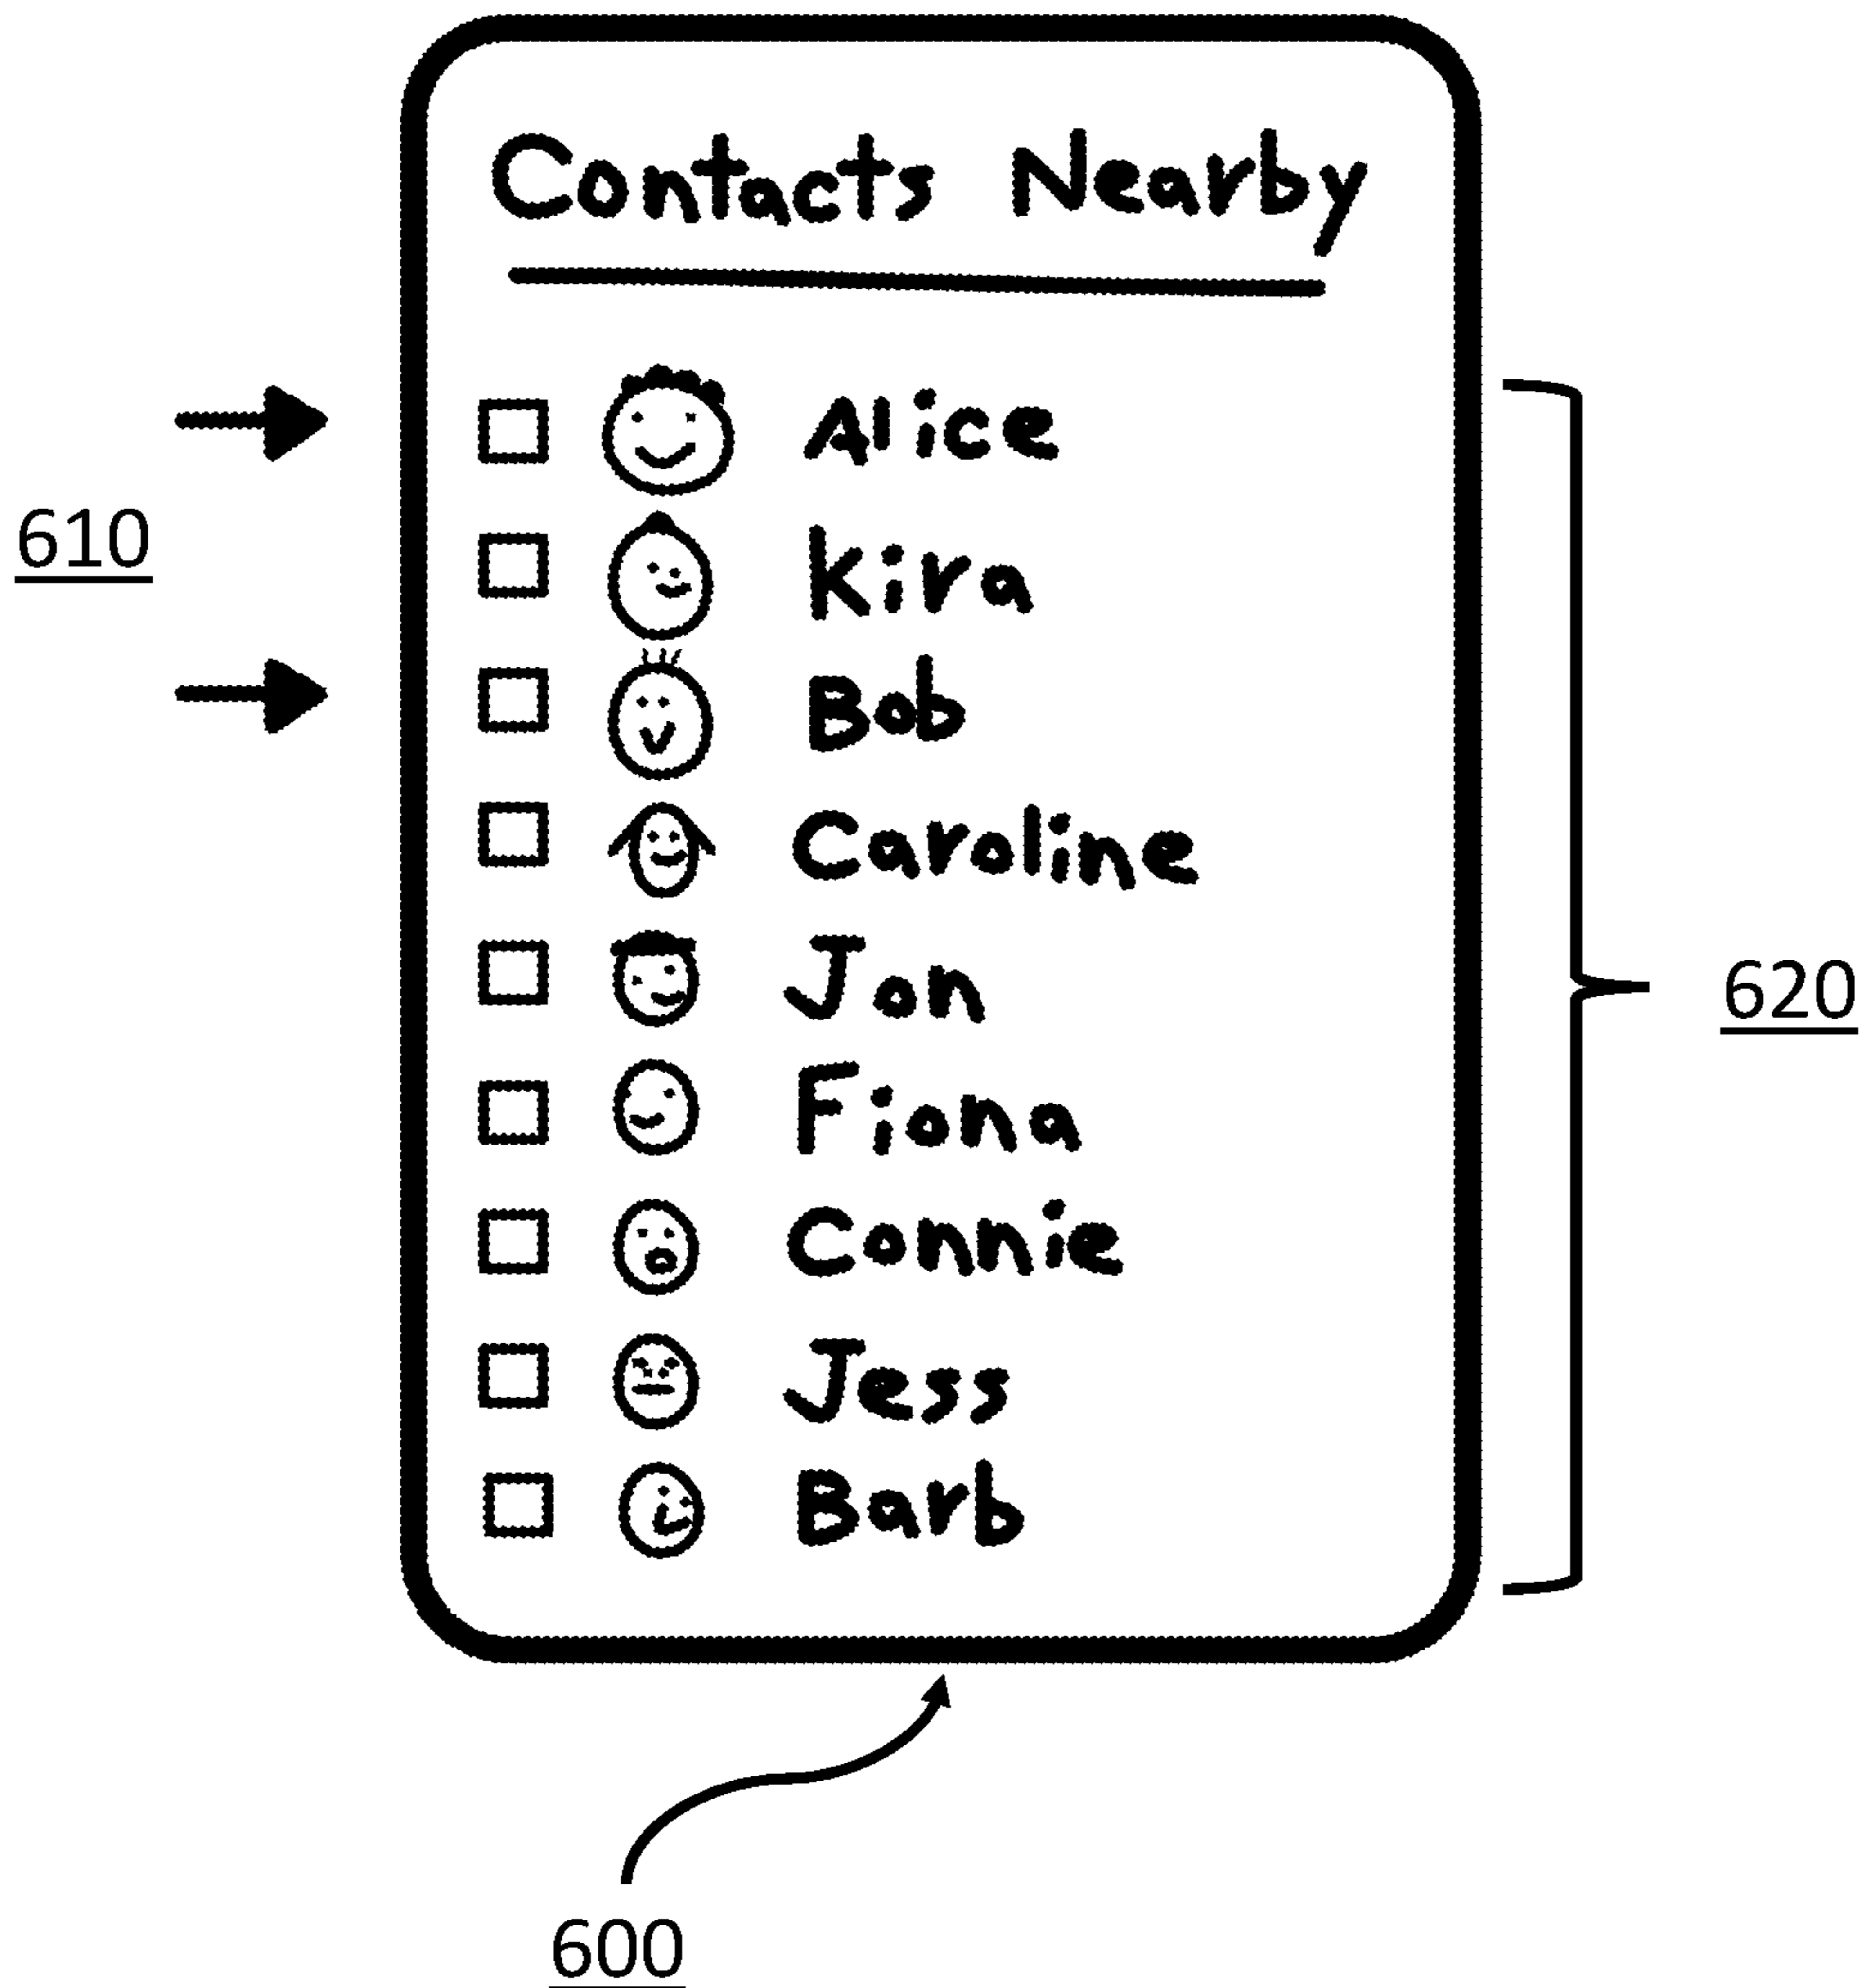 Contacts Nearby
Alice
610
Kira
Bob
Caroline
Jon
620
Fiona
Connie
Jess
Barb
600